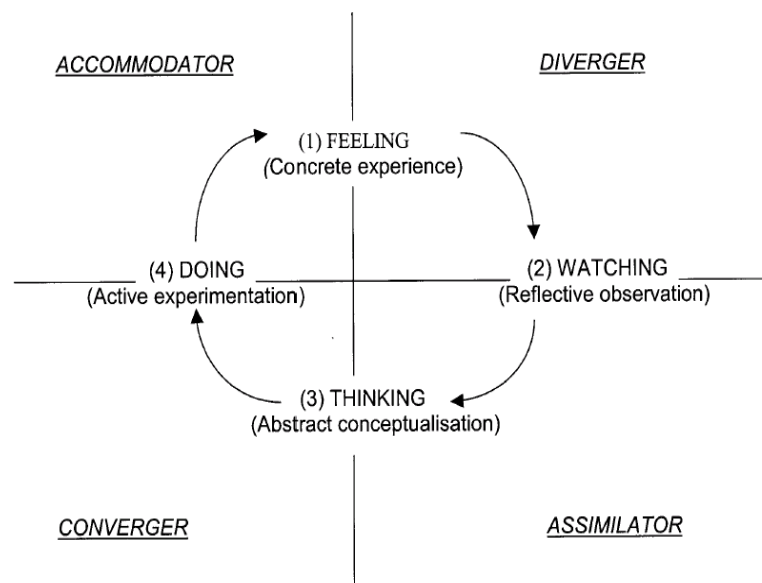 ACCOMMODATOR
DIVERGER
(1) FEELING
(Concrete experience)
(4) DOING
(Active experimentation)
(2) WATCHING
(Reflective observation)
(3) THINKING
(Abstract conceptualisation)
CONVERGER
ASSIMILATOR